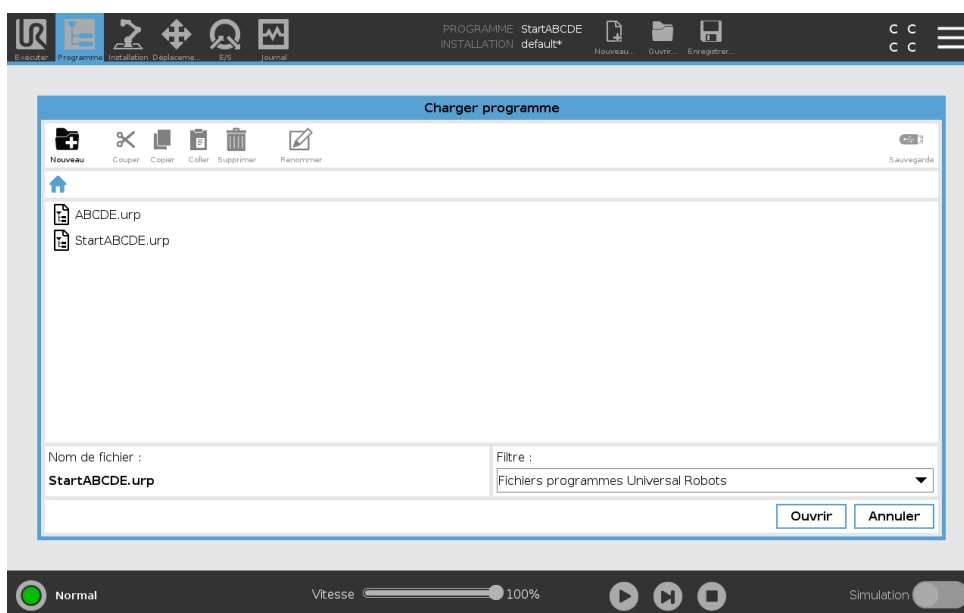 UR
PROGRAMME StartABCDE
INSTALLATION default*
C C
C C
Exécuter Programme Installation Déplaceme... E/S Journal Nouveau... Ouvrir... Enregistrer...
Charger programme
Nouveau Couper Copier Coller Supprimer Renommer Sauvegarde
ABCDE.urp
StartABCDE.urp
Nom de fichier :
StartABCDE.urp
Filtre :
Fichiers programmes Universal Robots
Ouvrir Annuler
Normal Vitesse 100% Simulation